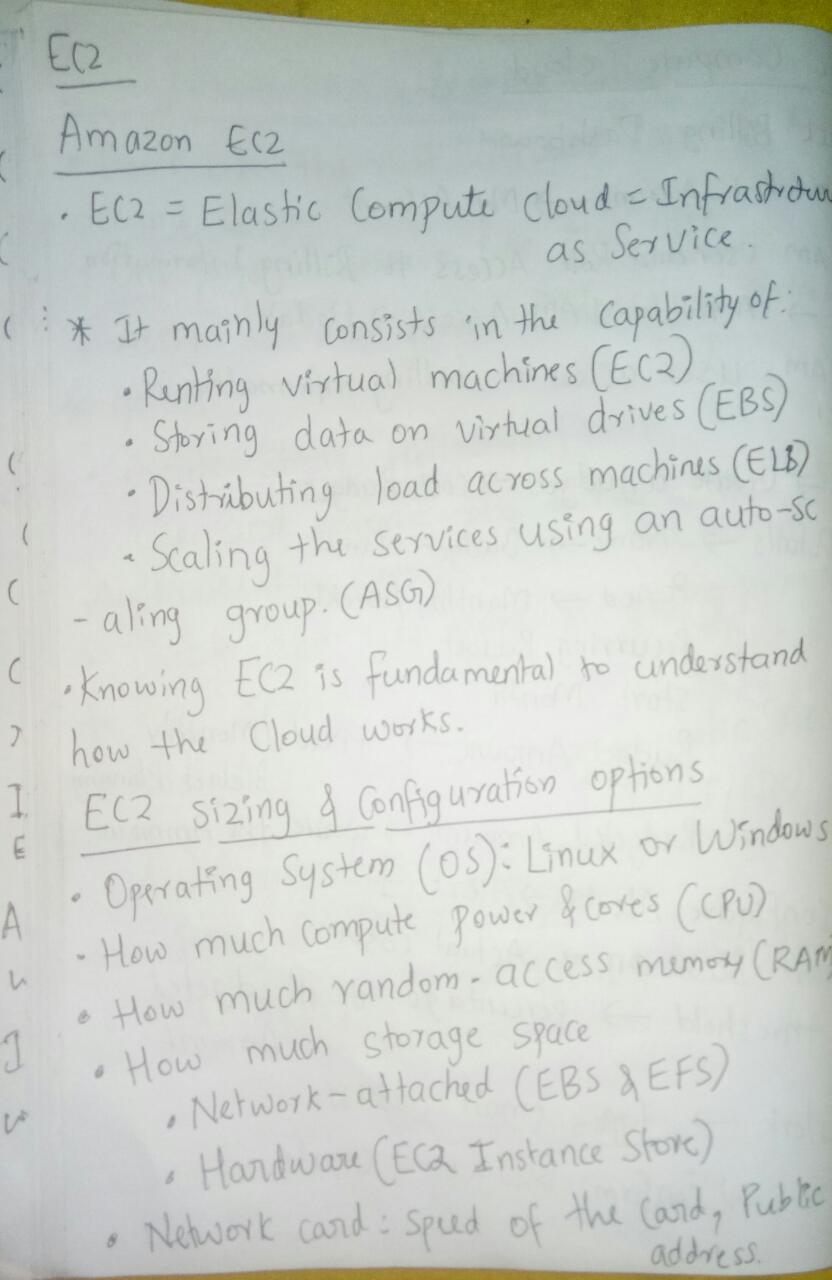 EC2
Amazon EC2
• EC2 = Elastic Compute Cloud = Infrastructu
as Service.
* It mainly consists in the capability of:
• Renting virtual machines (EC2)
• Storing data on virtual drives (EBS)
• Distributing load across machines (ELB)
• Scaling the services using an auto-sc
- aling group. (ASG)
• Knowing EC2 is fundamental to understand
how the Cloud works.
EC2 sizing & Configuration options
• Operating System (OS): Linux or Windows
• How much compute power & cores (CPU)
• How much random-access memory (RAM
• How much storage space
• Network-attached (EBS & EFS)
• Hardware (EC2 Instance Store)
• Network card: speed of the card, Public
address.